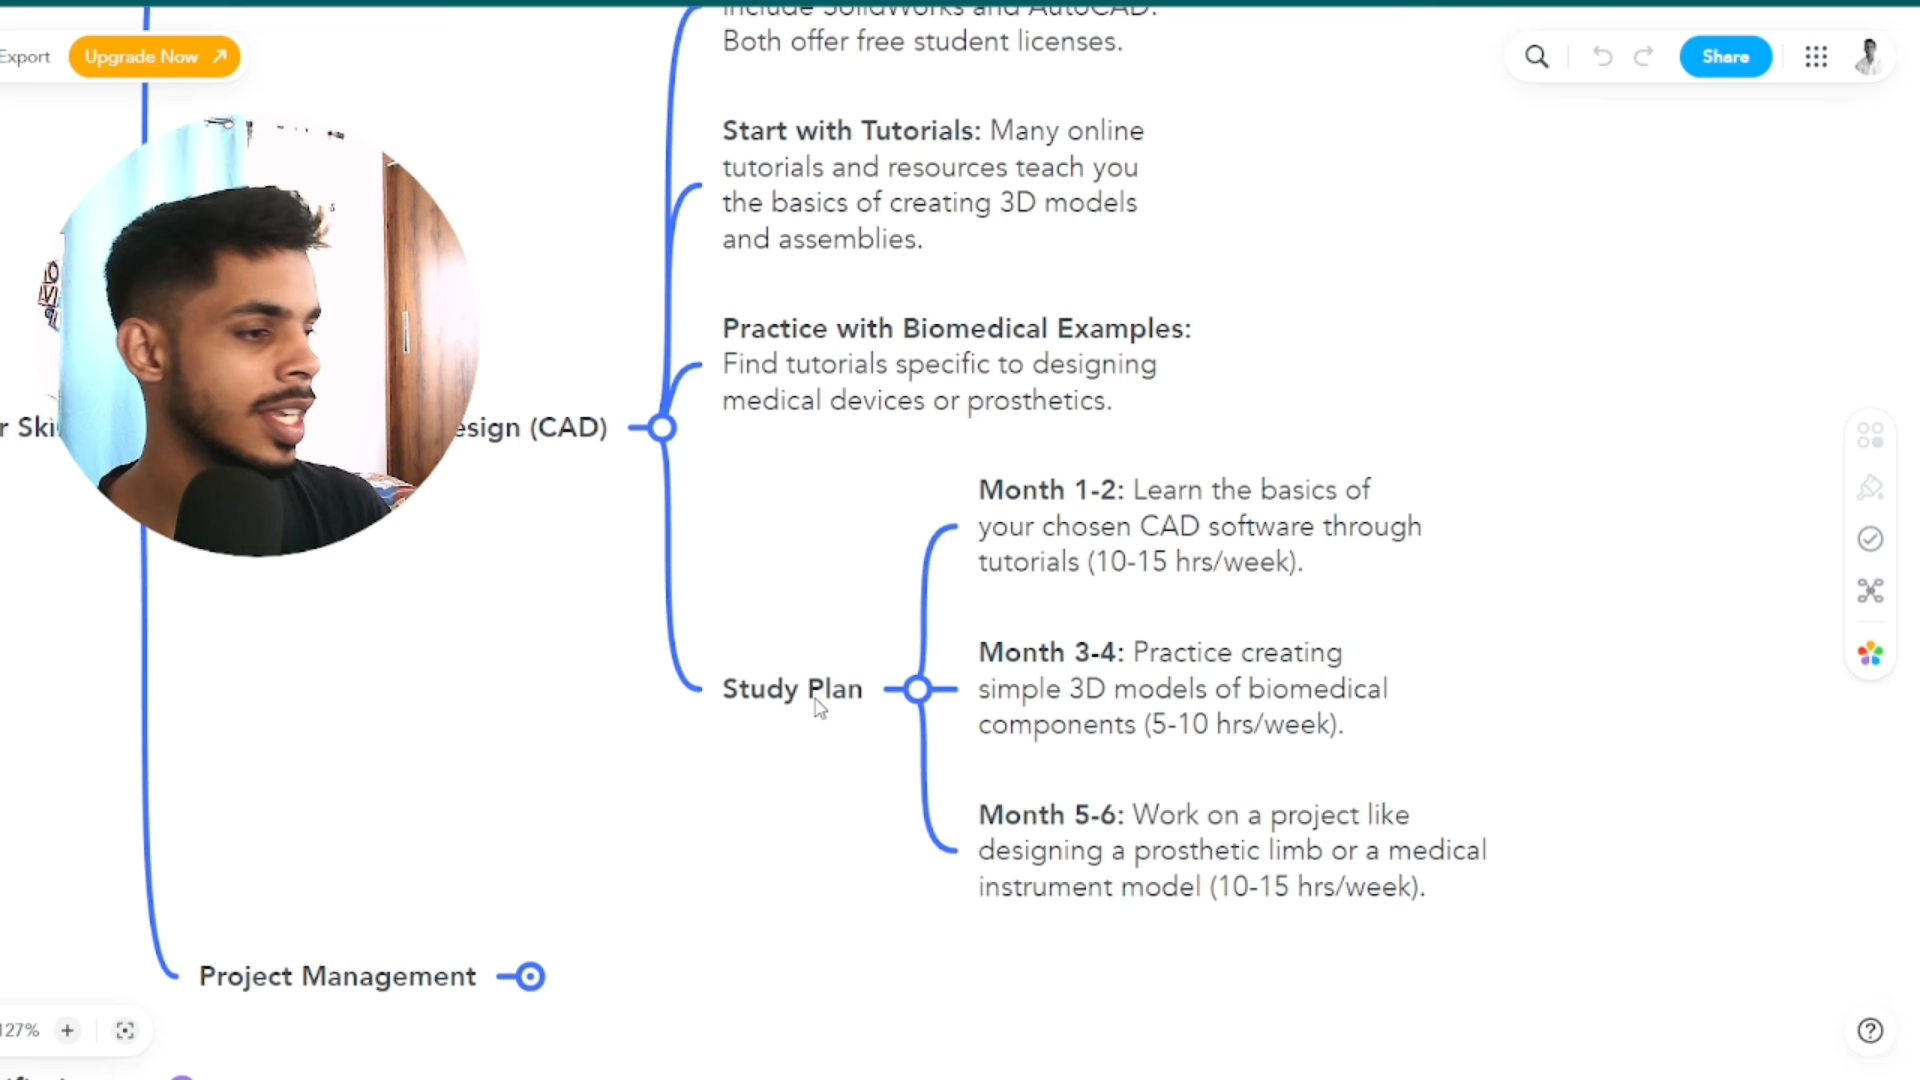 include SolidWorks and AutoCAD.
Both offer free student licenses.
Export
Upgrade Now
Share
Start with Tutorials: Many online
tutorials and resources teach you
the basics of creating 3D models
and assemblies.
Practice with Biomedical Examples:
Find tutorials specific to designing
medical devices or prosthetics.
r Ski
esign (CAD)
Month 1-2: Learn the basics of
your chosen CAD software through
tutorials (10-15 hrs/week).
Study Plan
Month 3-4: Practice creating
simple 3D models of biomedical
components (5-10 hrs/week).
Month 5-6: Work on a project like
designing a prosthetic limb or a medical
instrument model (10-15 hrs/week).
Project Management
127%